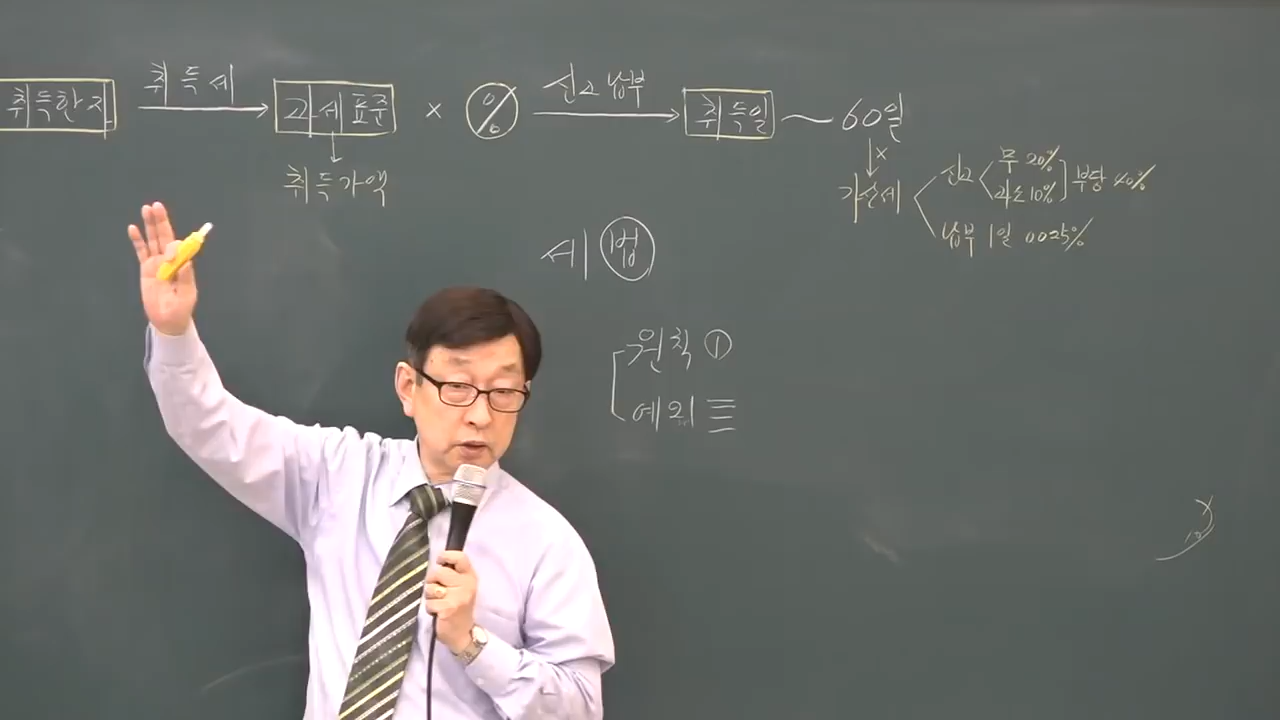 취득한 자 취득세 과세표준 × % 신고납부 취득일 ~ 60일
취득가액
×
가산세 신고 무 20% 과소 10% 부당 40%
납부 1일 0.025%
세법
원칙 ①
예외 三